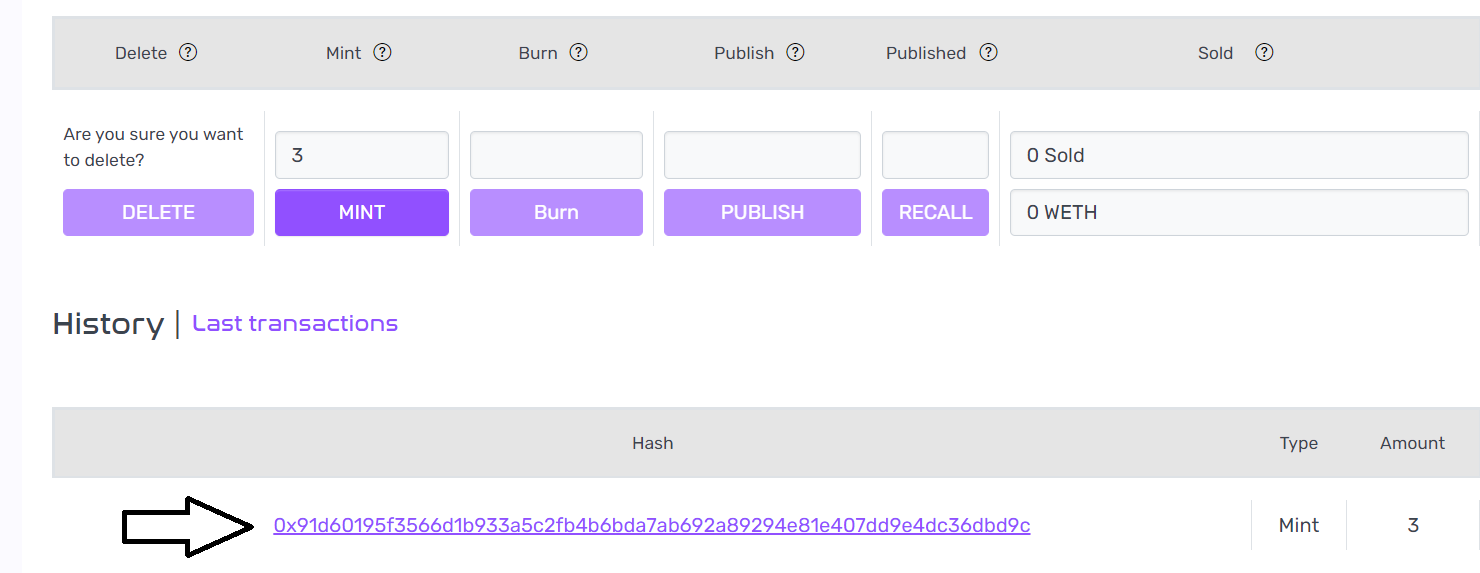 Delete ? Mint ? Burn ? Publish ? Published ? Sold ?
Are you sure you want
to delete?
3
0 Sold
DELETE MINT Burn PUBLISH RECALL 0 WETH
History | Last transactions
Hash Type Amount
0x91d60195f3566d1b933a5c2fb4b6bda7ab692a89294e81e407dd9e4dc36dbd9c Mint 3